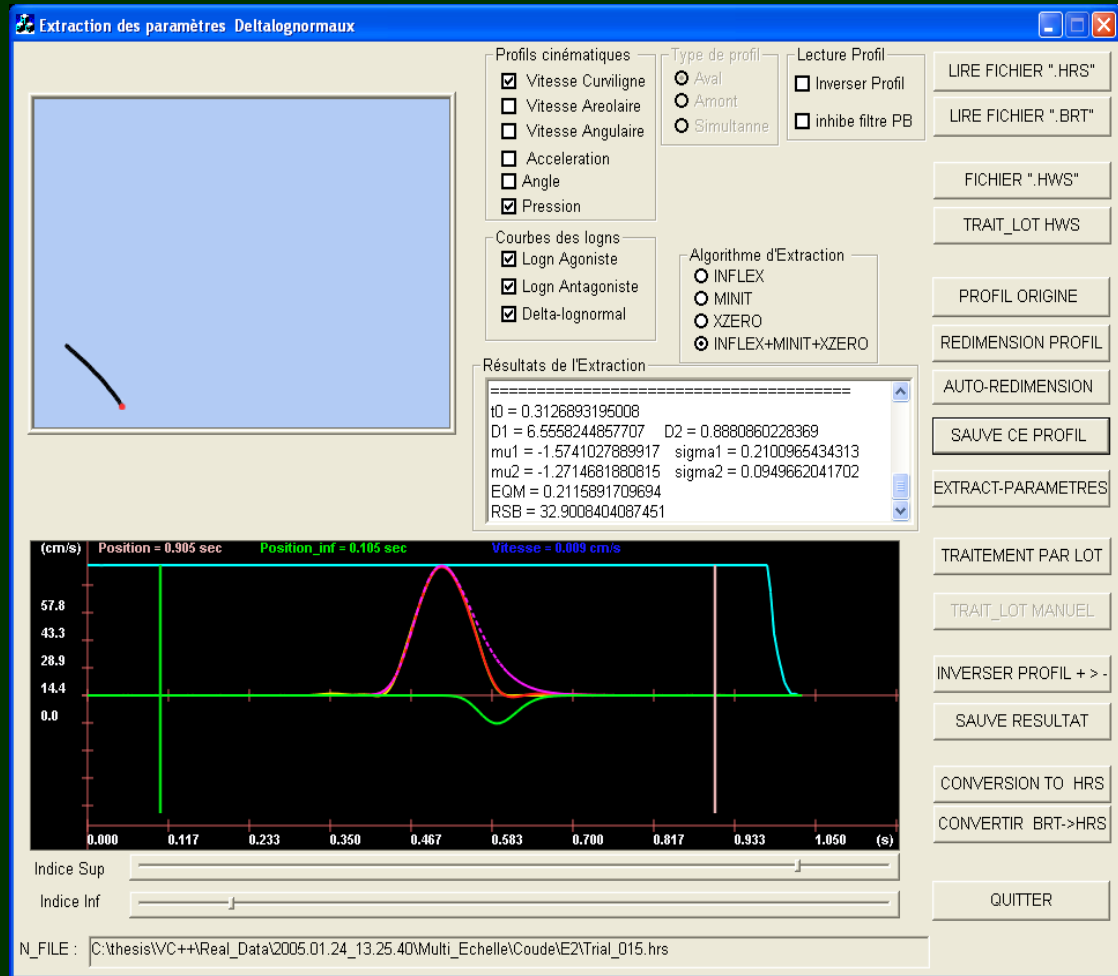 Extraction des paramètres Deltalognormaux
Profils cinématiques
Vitesse Curviligne
Vitesse Areolaire
Vitesse Angulaire
Acceleration
Angle
Pression
Type de profil
Aval
Amont
Simultanne
Lecture Profil
Inverser Profil
inhibe filtre PB
Courbes des logns
Logn Agoniste
Logn Antagoniste
Delta-lognormal
Algorithme d'Extraction
INFLEX
MINIT
XZERO
INFLEX+MINIT+XZERO
Résultats de l'Extraction
=======================================
t0 = 0.3126893195008
D1 = 6.5558244857707 D2 = 0.8880860228369
mu1 = -1.5741027889917 sigma1 = 0.2100965434313
mu2 = -1.2714681880815 sigma2 = 0.0949662041702
EQM = 0.2115891709694
RSB = 32.9008404087451
LIRE FICHIER ".HRS"
LIRE FICHIER ".BRT"
FICHIER ".HWS"
TRAIT_LOT HWS
PROFIL ORIGINE
REDIMENSION PROFIL
AUTO-REDIMENSION
SAUVE CE PROFIL
EXTRACT-PARAMETRES
TRAITEMENT PAR LOT
TRAIT_LOT MANUEL
INVERSER PROFIL + > -
SAUVE RESULTAT
CONVERSION TO HRS
CONVERTIR BRT->HRS
QUITTER
(cm/s) Position = 0.905 sec Position_inf = 0.105 sec Vitesse = 0.009 cm/s
57.8
43.3
28.9
14.4
0.0
0.000 0.117 0.233 0.350 0.467 0.583 0.700 0.817 0.933 1.050 (s)
Indice Sup
Indice Inf
N_FILE : C:\thesis\VC++\Real_Data\2005.01.24_13.25.40\Multi_Echelle\Coude\E2\Trial_015.hrs